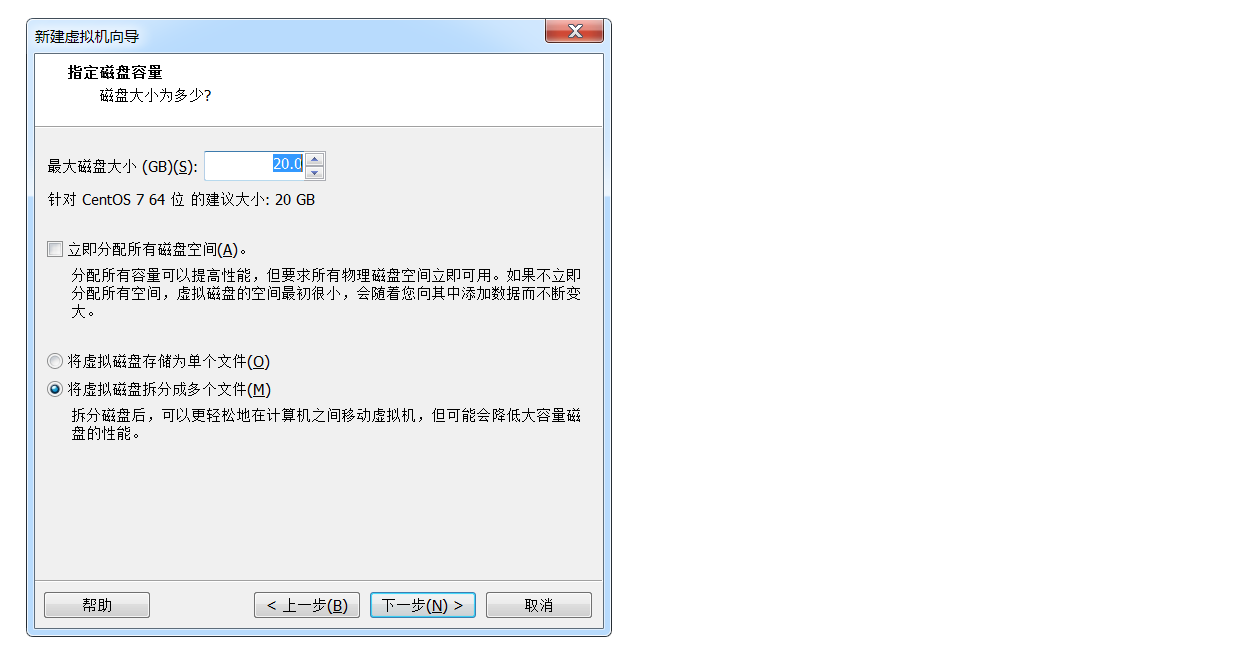 新建虚拟机向导
指定磁盘容量
磁盘大小为多少?
最大磁盘大小 (GB)(S): 20.0
针对 CentOS 7 64 位 的建议大小: 20 GB
立即分配所有磁盘空间(A)。
分配所有容量可以提高性能，但要求所有物理磁盘空间立即可用。如果不立即
分配所有空间，虚拟磁盘的空间最初很小，会随着您向其中添加数据而不断变
大。
将虚拟磁盘存储为单个文件(O)
将虚拟磁盘拆分成多个文件(M)
拆分磁盘后，可以更轻松地在计算机之间移动虚拟机，但可能会降低大容量磁
盘的性能。
帮助 < 上一步(B) 下一步(N) > 取消